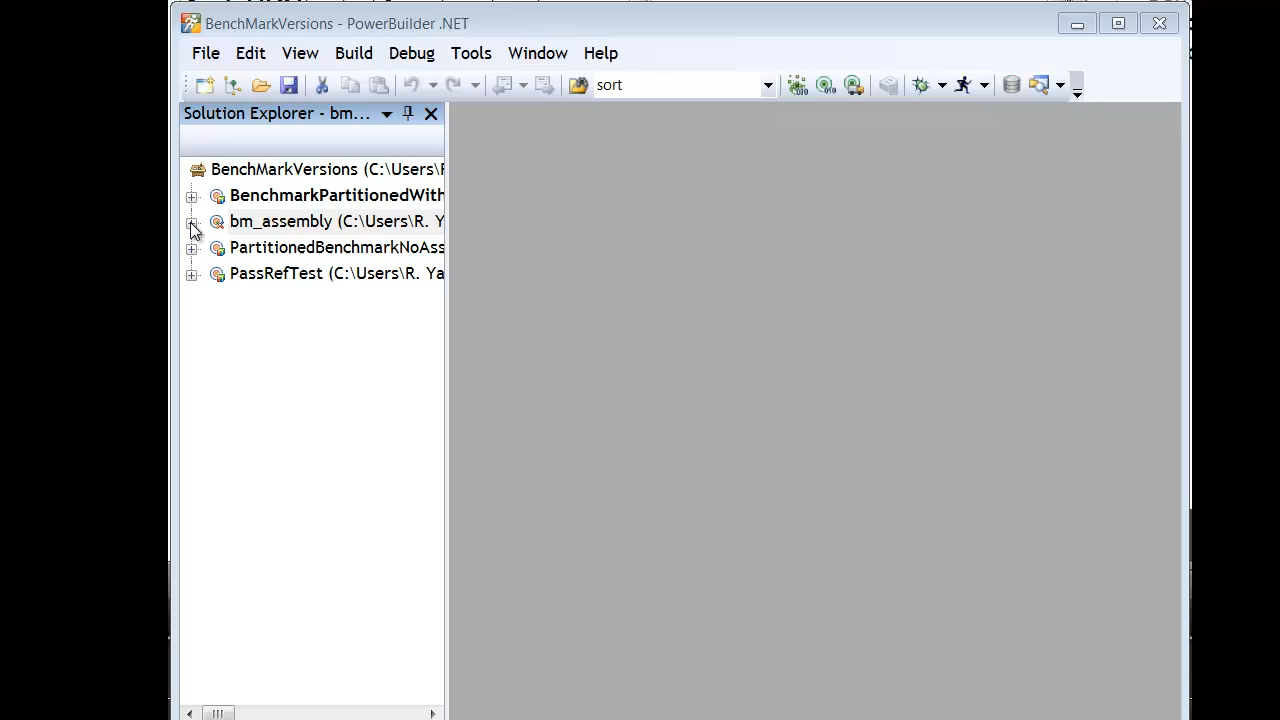 BenchMarkVersions - PowerBuilder .NET
File Edit View Build Debug Tools Window Help
sort
Solution Explorer - bm...
BenchMarkVersions (C:\Users\
BenchmarkPartitionedWith
bm_assembly (C:\Users\R. Y
PartitionedBenchmarkNoAss
PassRefTest (C:\Users\R. Ya